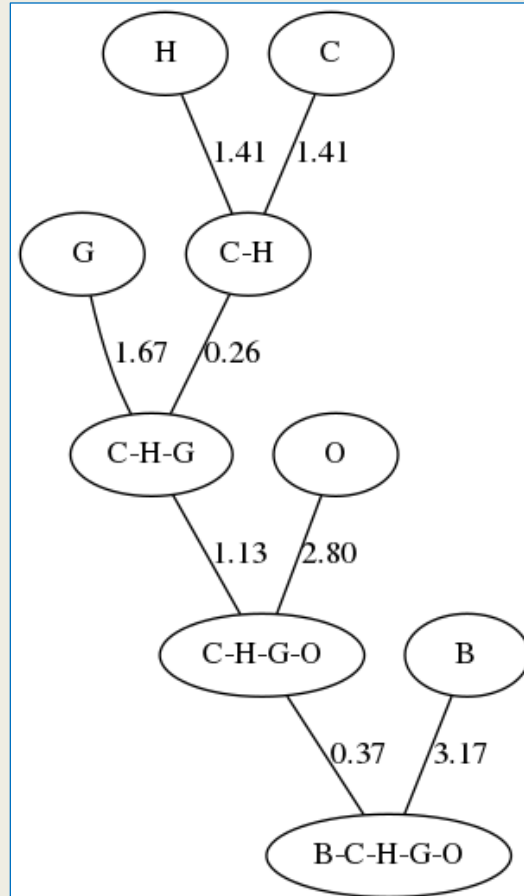 H C
1.41 1.41
G C-H
1.67 0.26
C-H-G O
1.13 2.80
C-H-G-O B
0.37 3.17
B-C-H-G-O